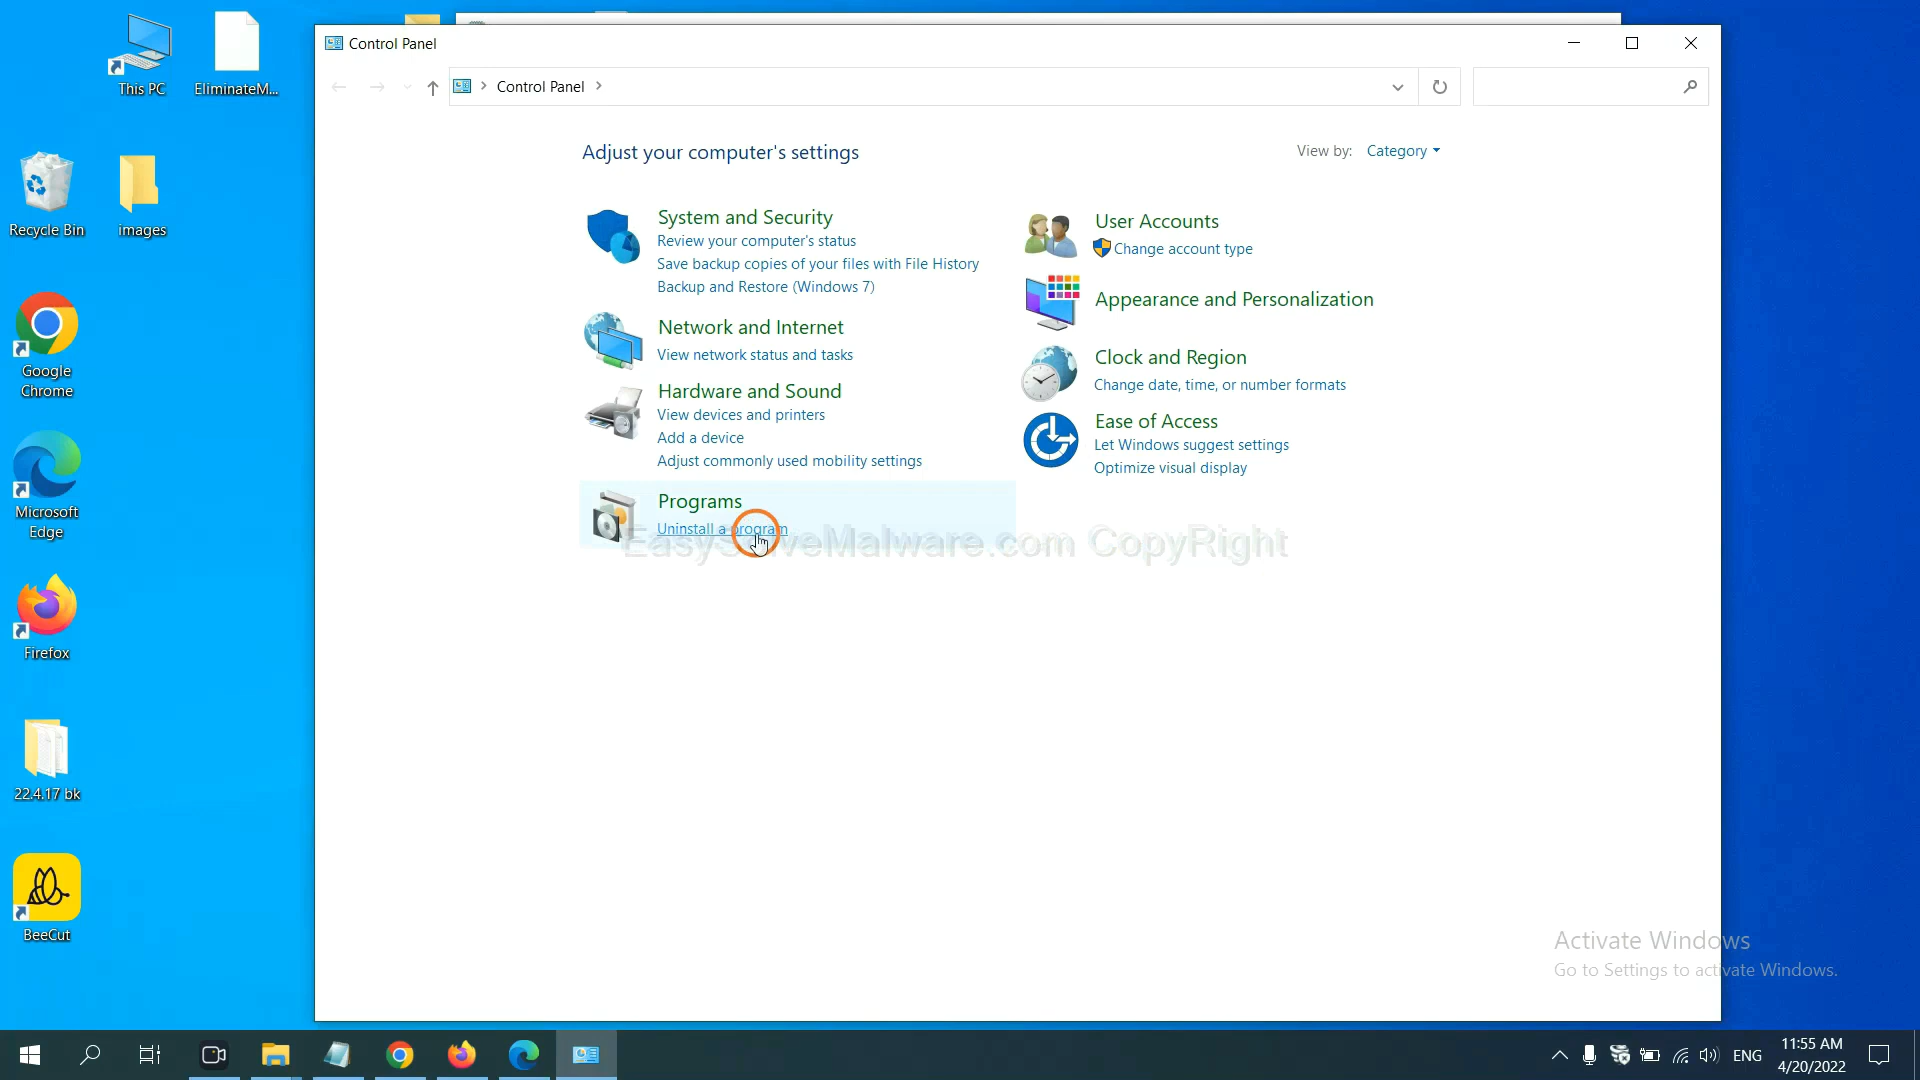 This PC
EliminateM...
Recycle Bin
images
Google
Chrome
Microsoft
Edge
Firefox
22.4.17 bk
BeeCut
Control Panel
Control Panel
Adjust your computer's settings
View by: Category
System and Security
Review your computer's status
Save backup copies of your files with File History
Backup and Restore (Windows 7)
Network and Internet
View network status and tasks
Hardware and Sound
View devices and printers
Add a device
Adjust commonly used mobility settings
Programs
Uninstall a program
User Accounts
Change account type
Appearance and Personalization
Clock and Region
Change date, time, or number formats
Ease of Access
Let Windows suggest settings
Optimize visual display
EasySolveMalware.com CopyRight
Activate Windows
Go to Settings to activate Windows.
ENG
11:55 AM
4/20/2022